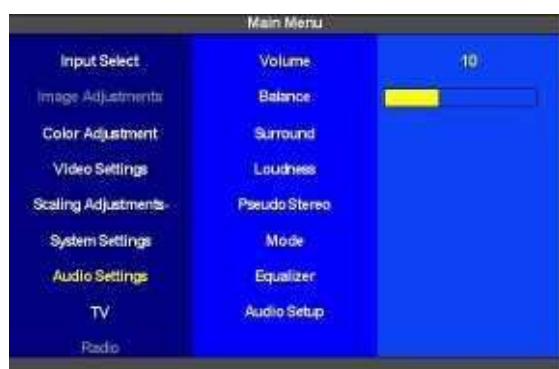 Main Menu
Input Select
Image Adjustments
Color Adjustment
Video Settings
Scaling Adjustments-
System Settings
Audio Settings
TV
Radio
Volume
Balance
Surround
Loudness
Pseudo Stereo
Mode
Equalizer
Audio Setup
10